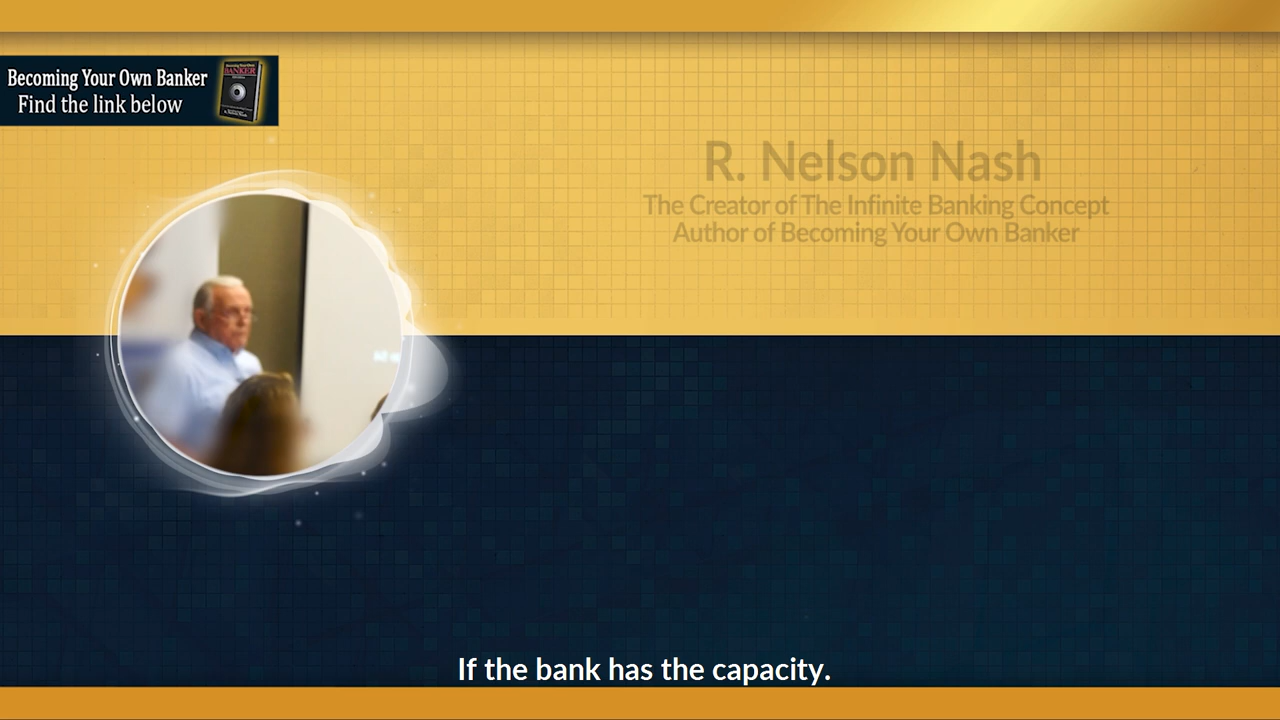 Becoming Your Own Banker
Find the link below
BANKER
R. Nelson Nash
The Creator of The Infinite Banking Concept
Author of Becoming Your Own Banker
If the bank has the capacity.